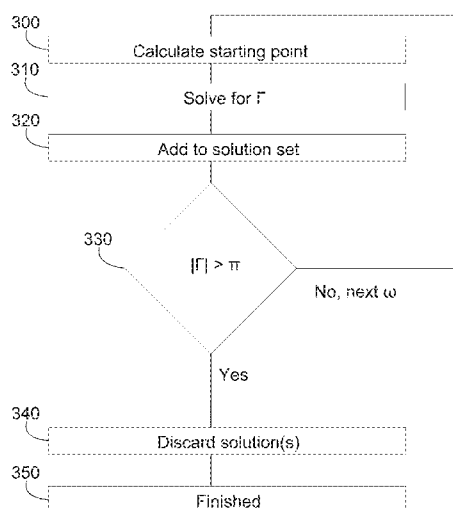 300
Calculate starting point
310
Solve for Γ
320
Add to solution set
330
|Γ| > π
No, next ω
Yes
340
Discard solution(s)
350
Finished